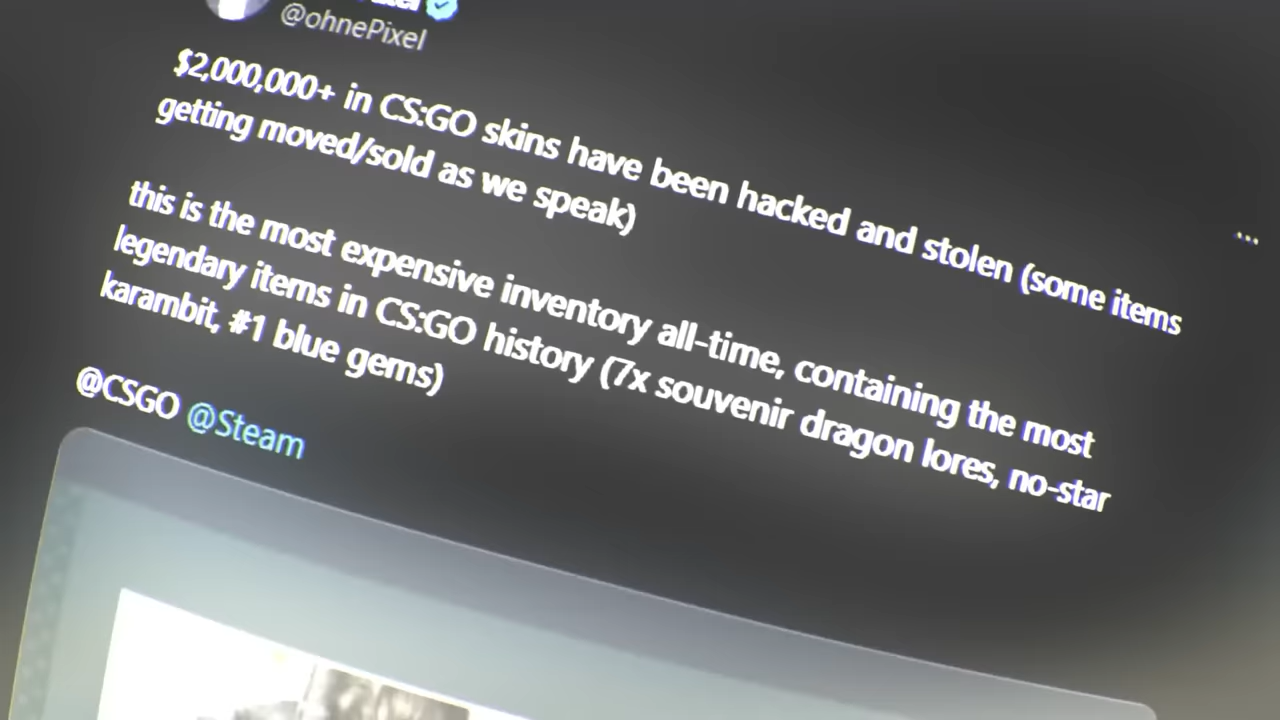 @ohnePixel
$2,000,000+ in CS:GO skins have been hacked and stolen (some items
getting moved/sold as we speak)
this is the most expensive inventory all-time, containing the most
legendary items in CS:GO history (7x souvenir dragon lores, no-star
karambit, #1 blue gems)
@CSGO @Steam